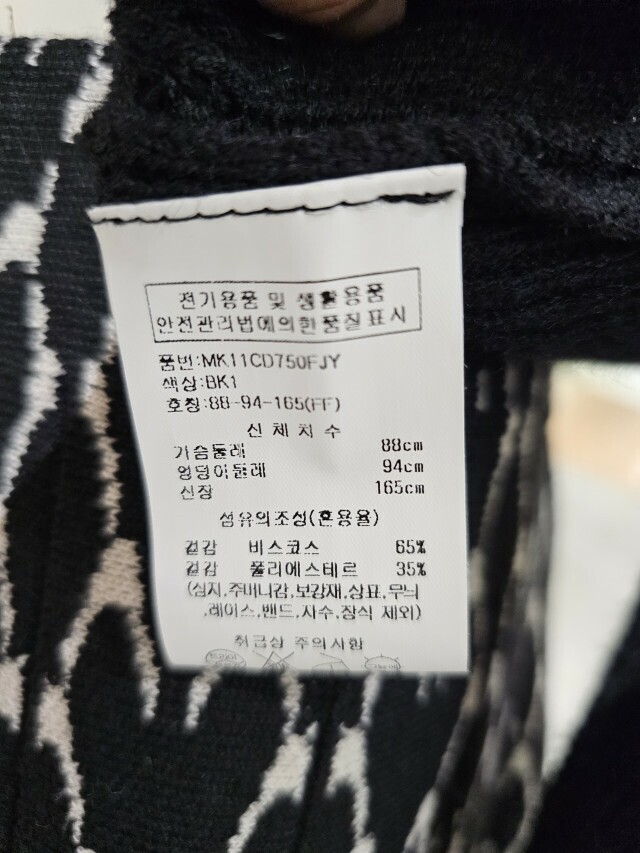 전기용품 및 생활용품
안전관리법에의한품질표시
품번:MK11CD750FJY
색상:BK1
호칭:88-94-165(FF)
신체치수
가슴둘레 88cm
엉덩이둘레 94cm
신장 165cm
섬유의조성(혼용율)
겉감 비스코스 65%
겉감 폴리에스테르 35%
(심지,주머니감,보강재,상표,무늬
,레이스,밴드,자수,장식 제외)
취급상 주의사항